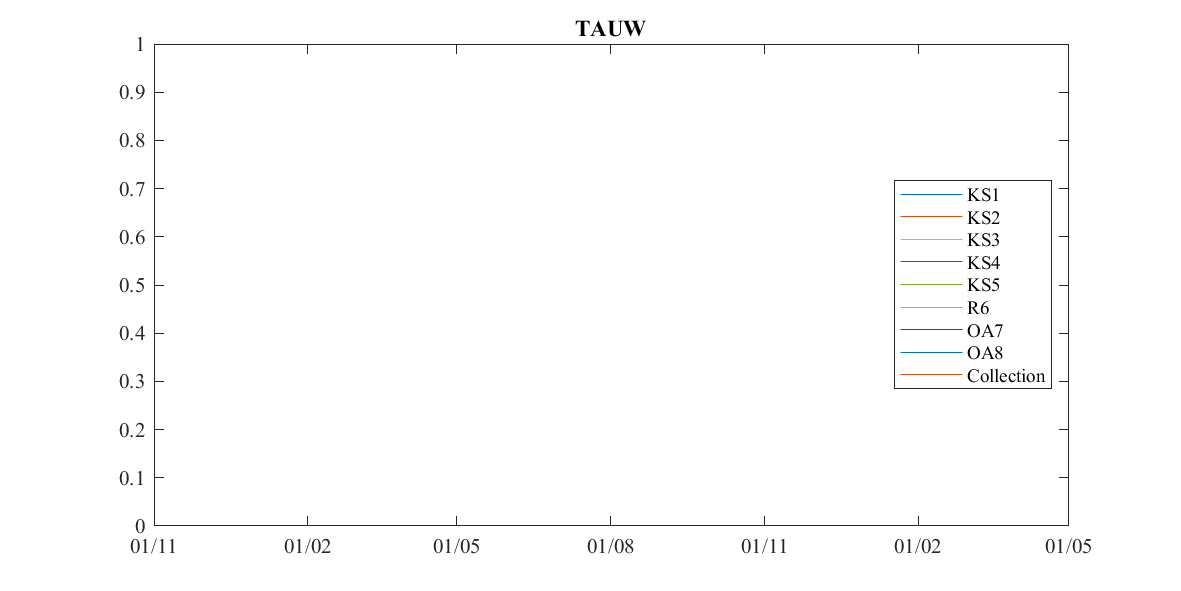 TAUW
1
0.9
0.8
0.7
0.6
0.5
0.4
0.3
0.2
0.1
0
KS1
KS2
KS3
KS4
KS5
R6
OA7
OA8
Collection
01/11 01/02 01/05 01/08 01/11 01/02 01/05